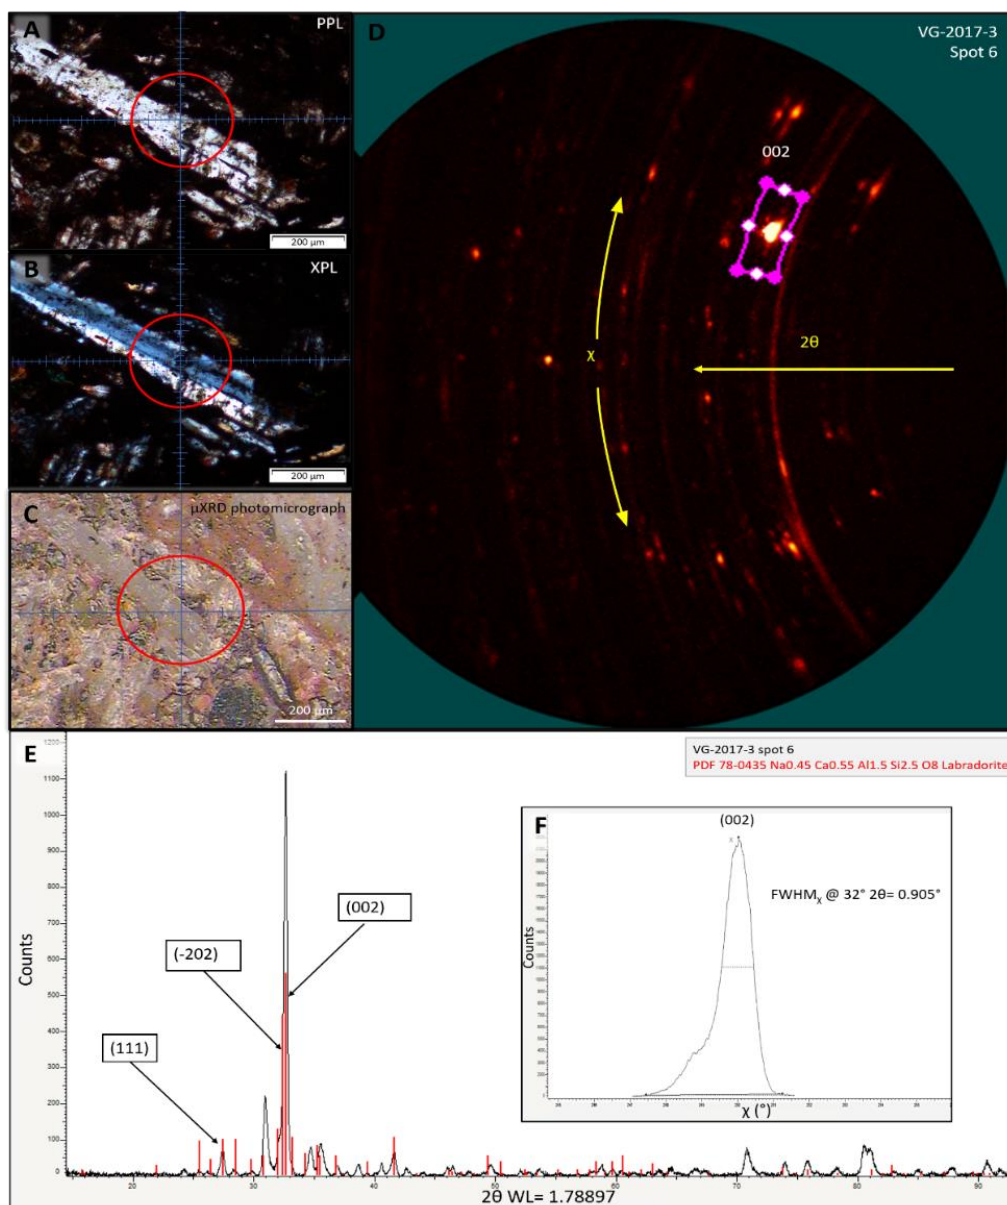 A
PPL
200 µm
B
XPL
200 µm
C
µXRD photomicrograph
200 µm
D
VG-2017-3
Spot 6
002
χ
2θ
E
VG-2017-3 spot 6
PDF 78-0435 Na0.45 Ca0.55 Al1.5 Si2.5 O8 Labradorite
1200
1100
1000
900
800
700
600
500
400
300
200
100
0
Counts
(002)
(-202)
(111)
20
30
40
50
60
70
80
90
2θ WL= 1.78897
F
(002)
FWHMχ @ 32° 2θ= 0.905°
Counts
χ (°)